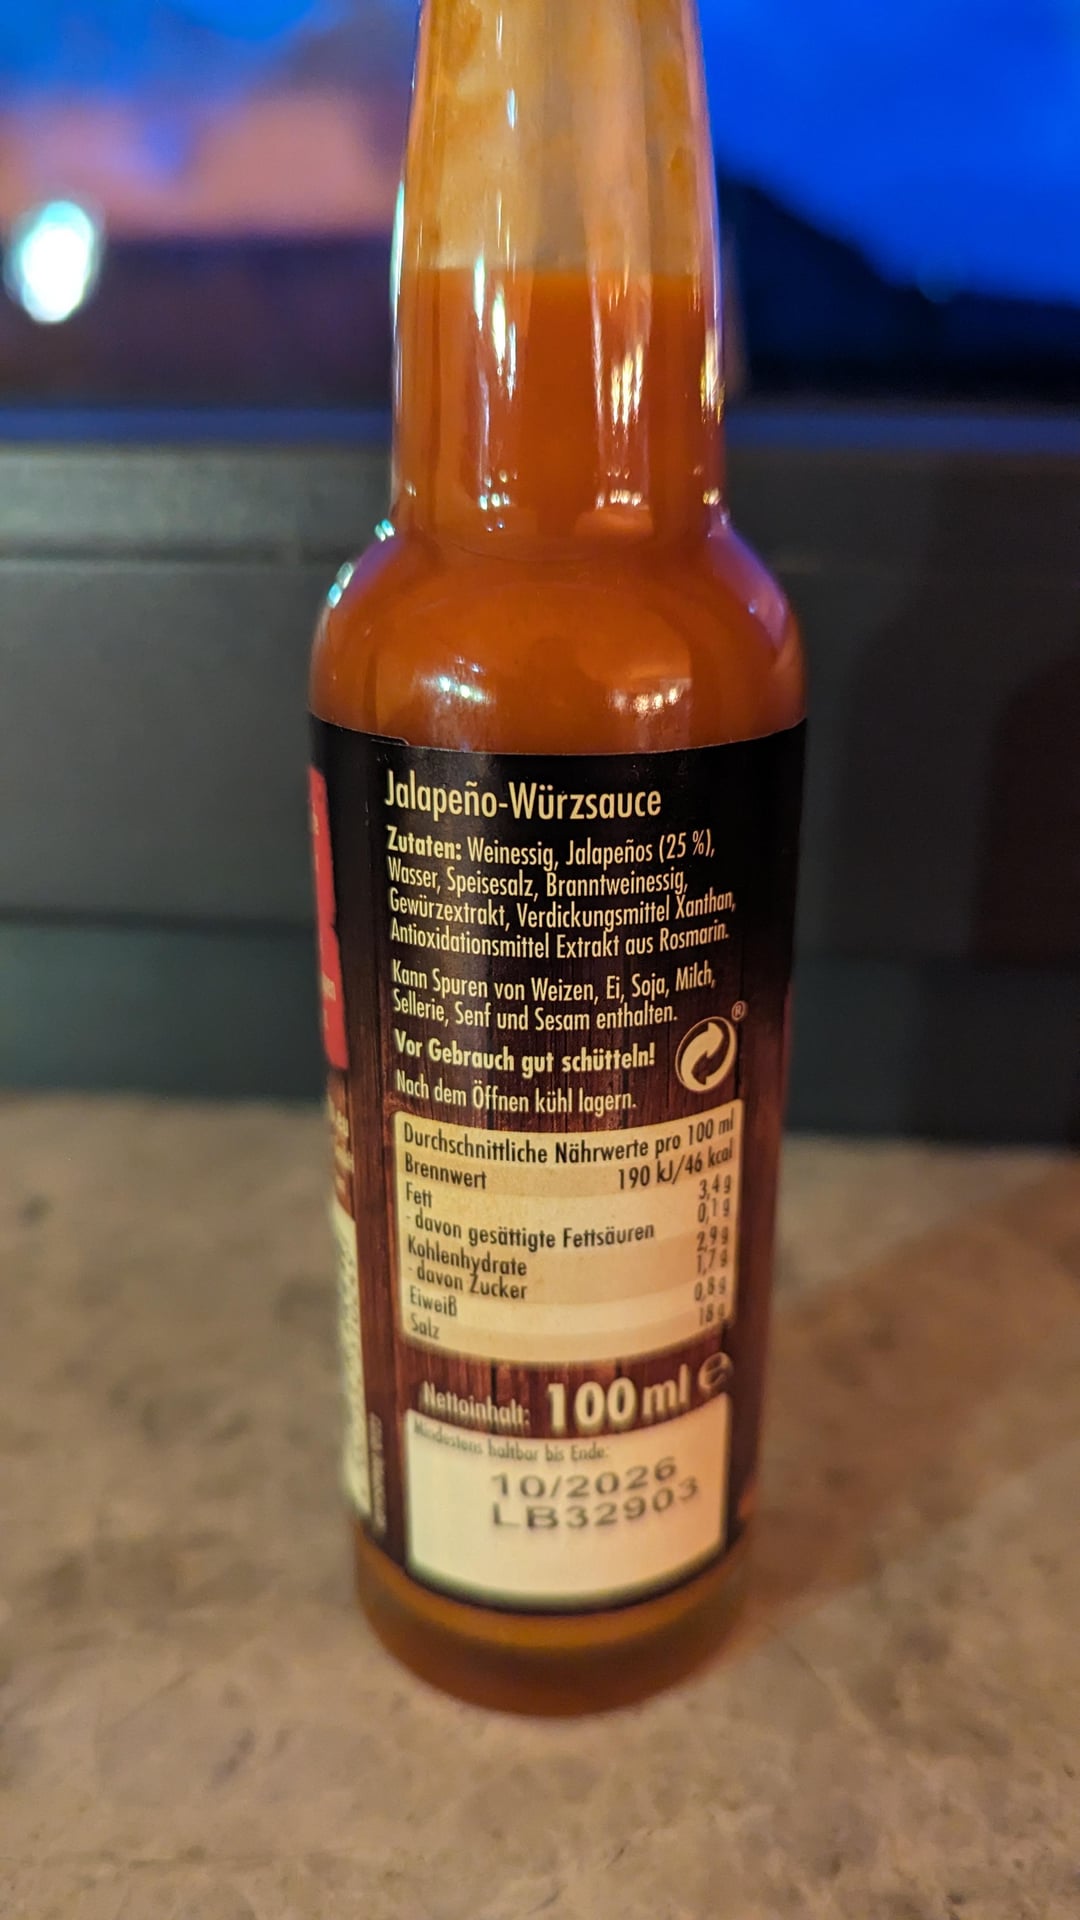 Jalapeño-Würzsauce
Zutaten: Weinessig, Jalapeños (25 %),
Wasser, Speisesalz, Branntweinessig,
Gewürzextrakt, Verdickungsmittel Xanthan,
Antioxidationsmittel Extrakt aus Rosmarin.
Kann Spuren von Weizen, Ei, Soja, Milch,
Sellerie, Senf und Sesam enthalten.
®
Vor Gebrauch gut schütteln!
Nach dem Öffnen kühl lagern.
Durchschnittliche Nährwerte pro 100 ml
Brennwert 190 kJ/46 kcal
Fett 3,4 g
- davon gesättigte Fettsäuren 0,1 g
Kohlenhydrate 2,9 g
- davon Zucker 1,7 g
Eiweiß 0,8 g
Salz 18 g
Nettoinhalt: 100 ml e
Mindestens haltbar bis Ende:
10/2026
LB32903